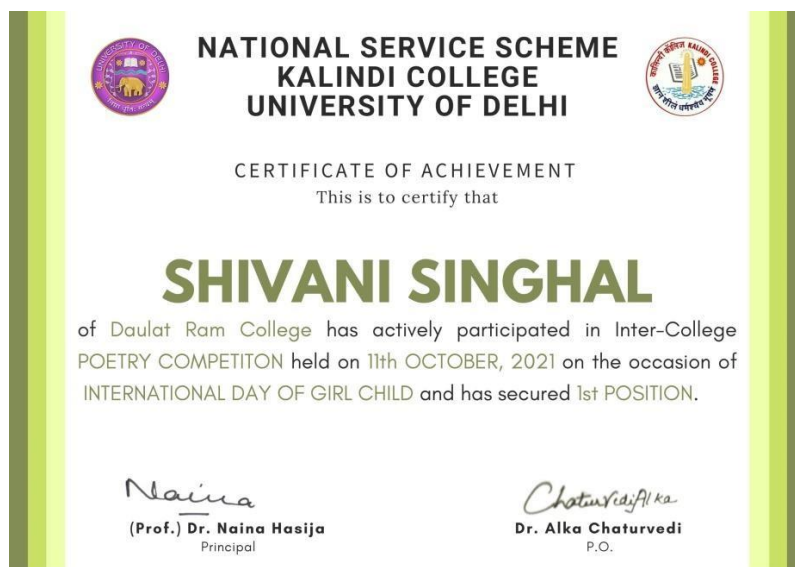 NATIONAL SERVICE SCHEME
KALINDI COLLEGE
UNIVERSITY OF DELHI
UNIVERSITY OF DELHI
CERTIFICATE OF ACHIEVEMENT
This is to certify that
SHIVANI SINGHAL
of Daulat Ram College has actively participated in Inter-College
POETRY COMPETITON held on 11th OCTOBER, 2021 on the occasion of
INTERNATIONAL DAY OF GIRL CHILD and has secured 1st POSITION.
Naina
ChaturvediAlka
(Prof.) Dr. Naina Hasija
Dr. Alka Chaturvedi
Principal
P.O.